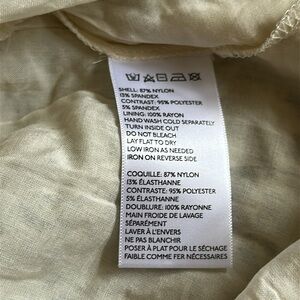 SHELL: 87% NYLON
13% SPANDEX
CONTRAST: 95% POLYESTER
5% SPANDEX
LINING: 100% RAYON
HAND WASH COLD SEPARATELY
TURN INSIDE OUT
DO NOT BLEACH
LAY FLAT TO DRY
LOW IRON AS NEEDED
IRON ON REVERSE SIDE
COQUILLE: 87% NYLON
13% ÉLASTHANNE
CONTRASTE: 95% POLYESTER
5% ÉLASTHANNE
DOUBLURE: 100% RAYONNE
MAIN FROIDE DE LAVAGE
SÉPARÉMENT
LAVER À L'ENVERS
NE PAS BLANCHIR
POSER À PLAT POUR LE SÉCHAGE
FAIBLE COMME FER NÉCESSAIRES